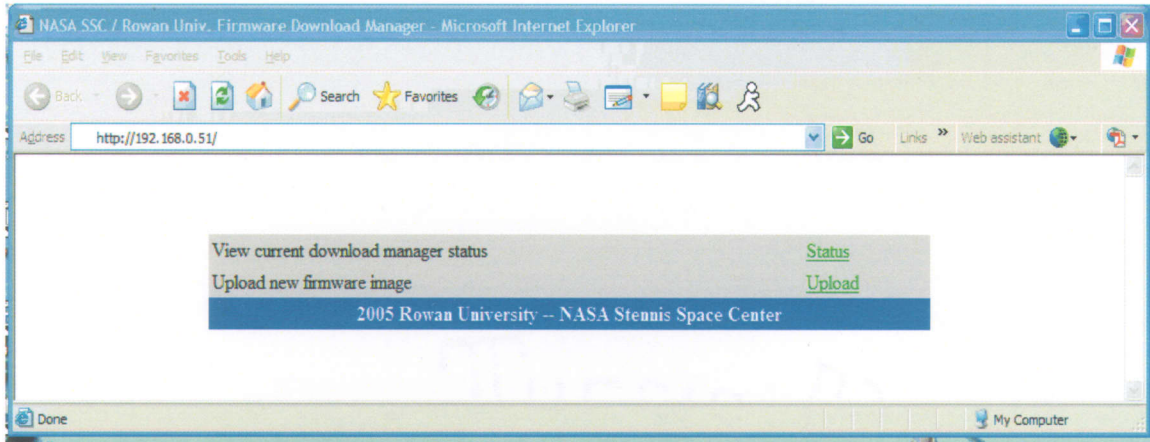 NASA SSC / Rowan Univ. Firmware Download Manager - Microsoft Internet Explorer
File Edit View Favorites Tools Help
Back Search Favorites
Address http://192.168.0.51/ Go Links » Web assistant
View current download manager status Status
Upload new firmware image Upload
2005 Rowan University -- NASA Stennis Space Center
Done My Computer